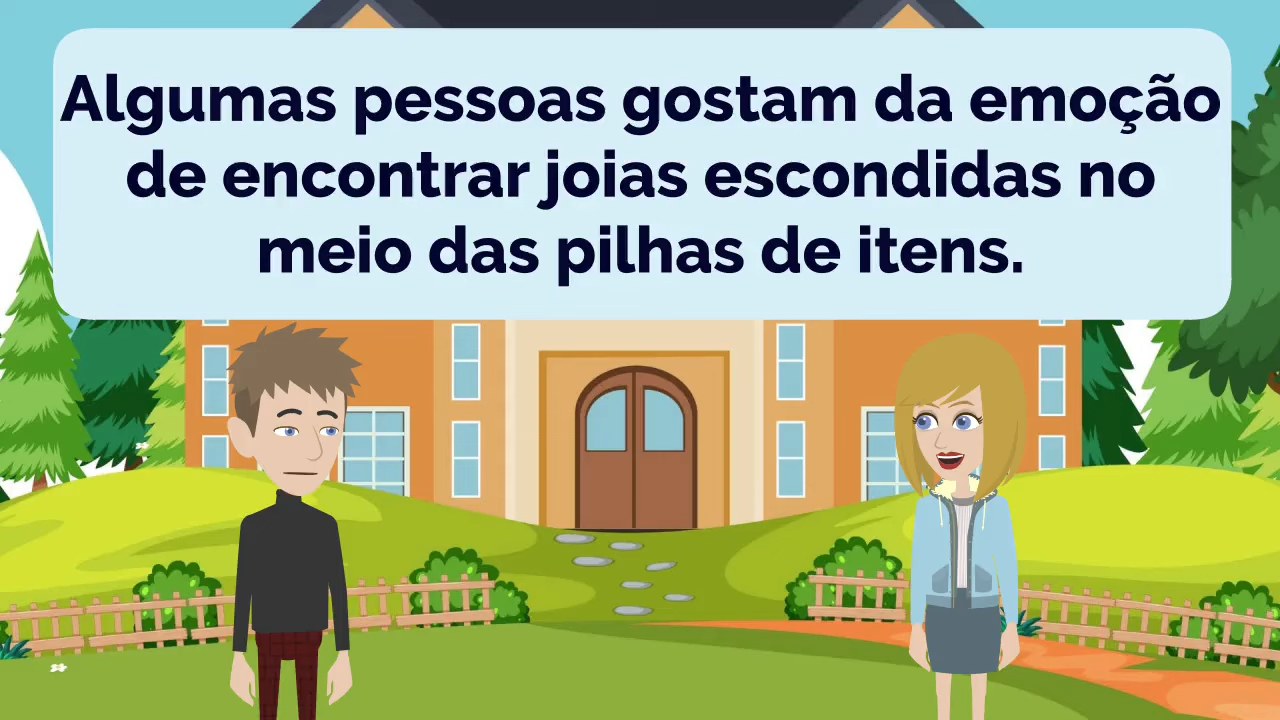 Algumas pessoas gostam da emoção
de encontrar joias escondidas no
meio das pilhas de itens.